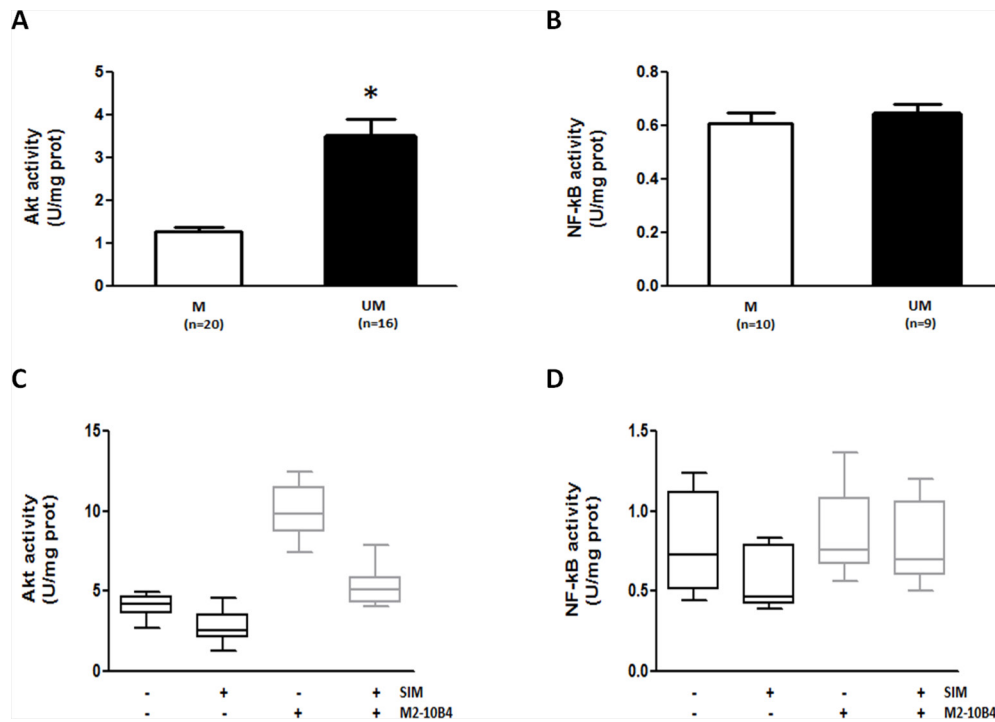 A
B
Akt activity
(U/mg prot)
5
4
3
2
1
0
*
M
(n=20)
UM
(n=16)
NF-kB activity
(U/mg prot)
0.8
0.6
0.4
0.2
0.0
M
(n=10)
UM
(n=9)
C
D
Akt activity
(U/mg prot)
15
10
5
0
- + - + SIM
- - + + M2-10B4
NF-kB activity
(U/mg prot)
1.5
1.0
0.5
0.0
- + - + SIM
- - + + M2-10B4